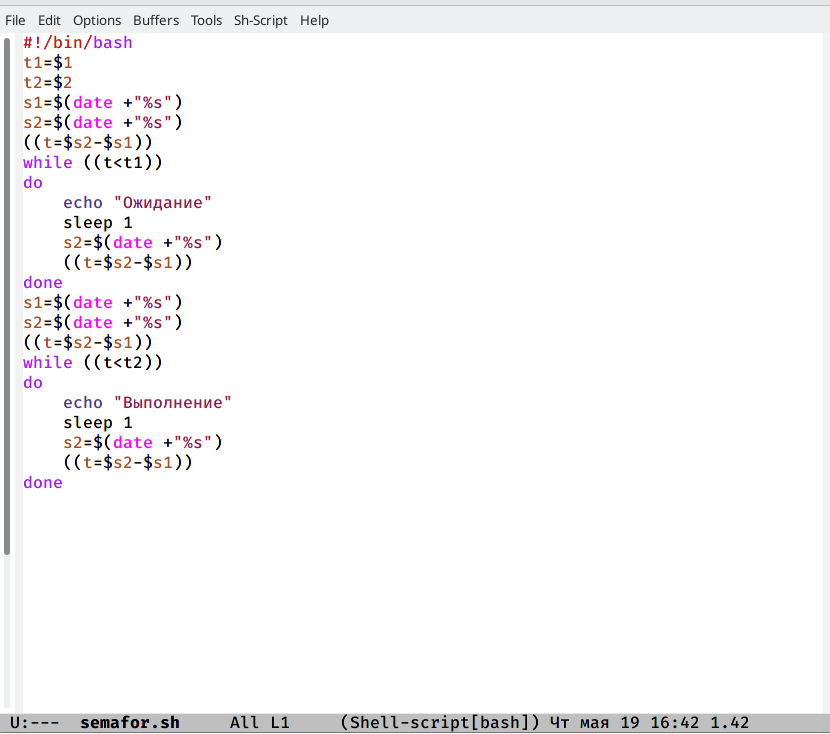 File Edit Options Buffers Tools Sh-Script Help
#!/bin/bash
t1=$1
t2=$2
s1=$(date +"%s")
s2=$(date +"%s")
((t=$s2-$s1))
while ((t<t1))
do
    echo "Ожидание"
    sleep 1
    s2=$(date +"%s")
    ((t=$s2-$s1))
done
s1=$(date +"%s")
s2=$(date +"%s")
((t=$s2-$s1))
while ((t<t2))
do
    echo "Выполнение"
    sleep 1
    s2=$(date +"%s")
    ((t=$s2-$s1))
done
U:--- semafor.sh All L1 (Shell-script[bash]) Чт мая 19 16:42 1.42